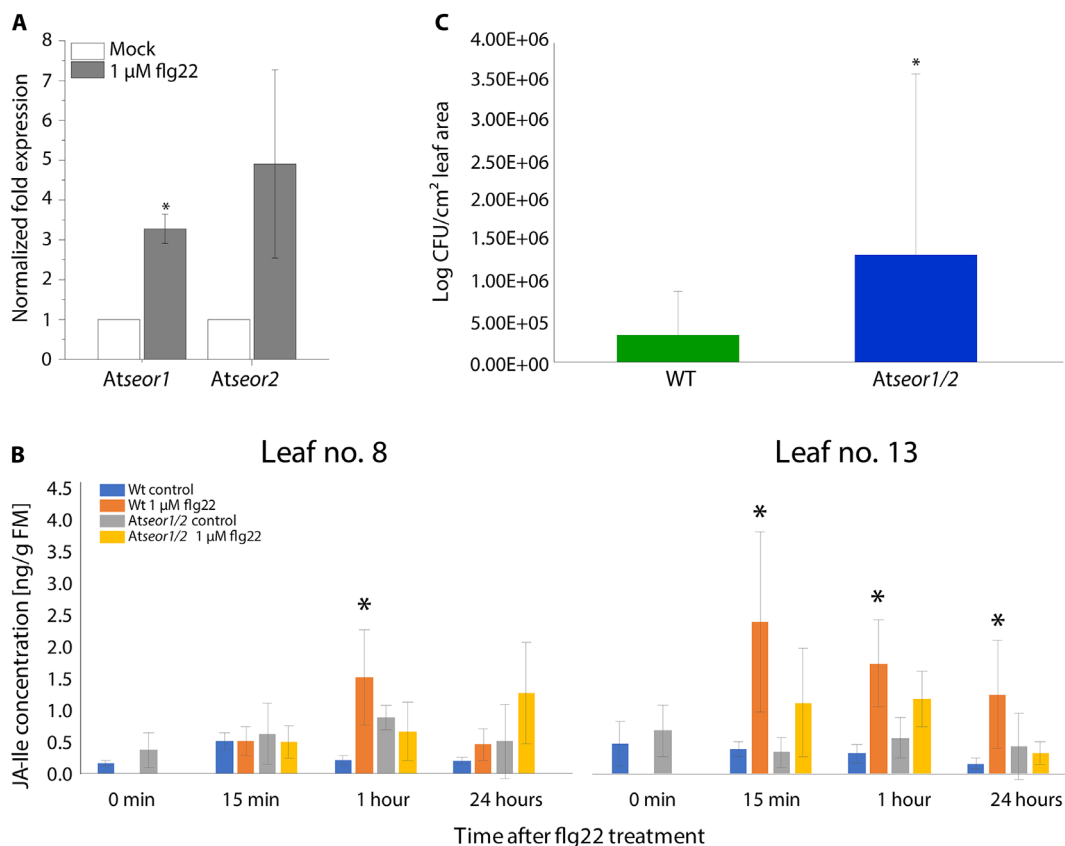 A
Normalized fold expression
8
7
6
5
4
3
2
1
0
Mock
1 µM flg22
*
Atseor1
Atseor2
C
Log CFU/cm² leaf area
4.00E+06
3.50E+06
3.00E+06
2.50E+06
2.00E+06
1.50E+06
1.00E+06
5.00E+05
0.00E+00
*
WT
Atseor1/2
B
Leaf no. 8
Leaf no. 13
JA-Ile concentration [ng/g FM]
4.5
4.0
3.5
3.0
2.5
2.0
1.5
1.0
0.5
0.0
Wt control
Wt 1 µM flg22
Atseor1/2 control
Atseor1/2 1 µM flg22
*
* * *
0 min 15 min 1 hour 24 hours
0 min 15 min 1 hour 24 hours
Time after flg22 treatment